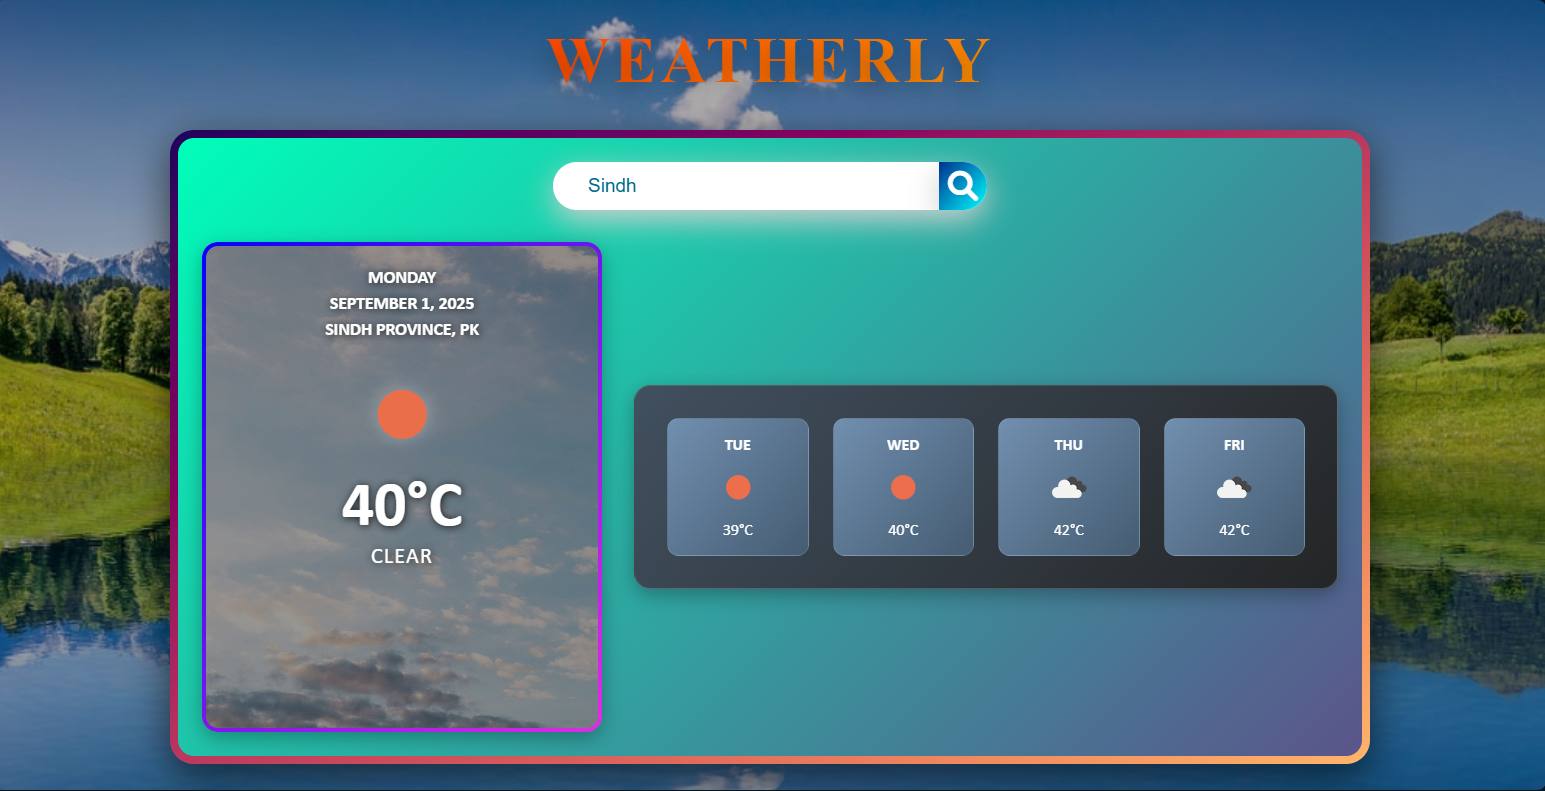 WEATHERLY
Sindh
MONDAY
SEPTEMBER 1, 2025
SINDH PROVINCE, PK
40°C
CLEAR
TUE
39°C
WED
40°C
THU
42°C
FRI
42°C